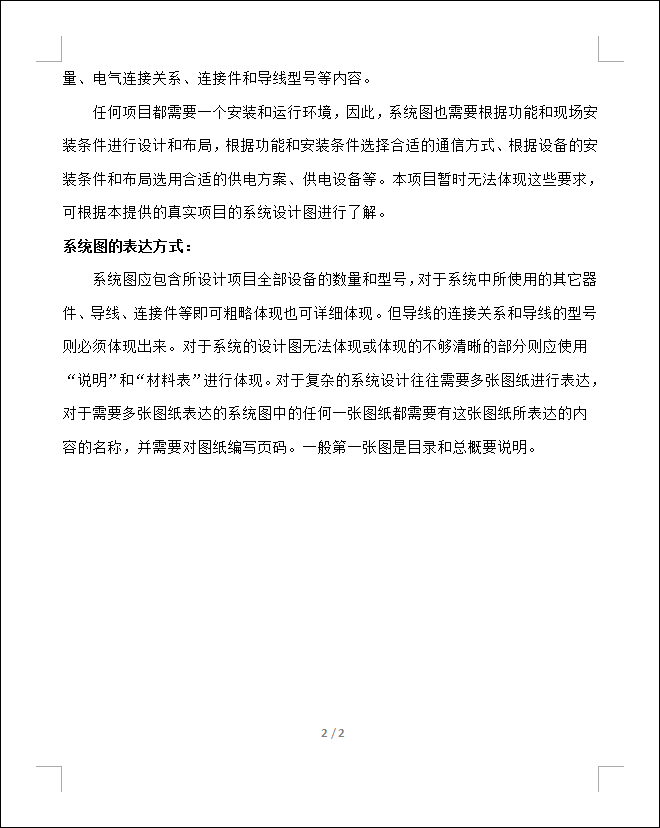 量、电气连接关系、连接件和导线型号等内容。
任何项目都需要一个安装和运行环境，因此，系统图也需要根据功能和现场安
装条件进行设计和布局，根据功能和安装条件选择合适的通信方式、根据设备的安
装条件和布局选用合适的供电方案、供电设备等。本项目暂时无法体现这些要求，
可根据本提供的真实项目的系统设计图进行了解。
系统图的表达方式：
系统图应包含所设计项目全部设备的数量和型号，对于系统中所使用的其它器
件、导线、连接件等即可粗略体现也可详细体现。但导线的连接关系和导线的型号
则必须体现出来。对于系统的设计图无法体现或体现的不够清晰的部分则应使用
“说明”和“材料表”进行体现。对于复杂的系统设计往往需要多张图纸进行表达，
对于需要多张图纸表达的系统图中的任何一张图纸都需要有这张图纸所表达的内
容的名称，并需要对图纸编写页码。一般第一张图是目录和总概要说明。
2 / 2